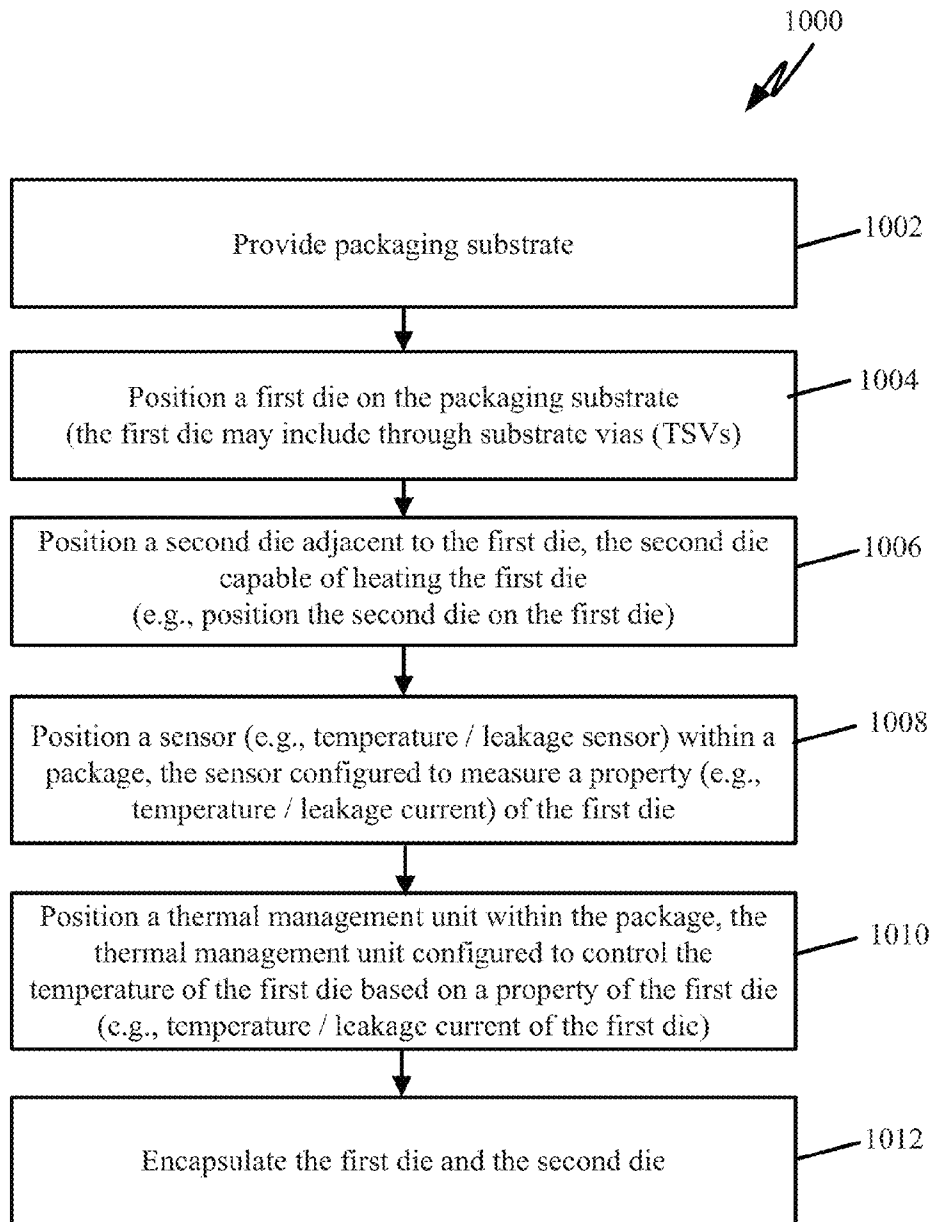 1000
Provide packaging substrate
1002
Position a first die on the packaging substrate
(the first die may include through substrate vias (TSVs)
1004
Position a second die adjacent to the first die, the second die
capable of heating the first die
(e.g., position the second die on the first die)
1006
Position a sensor (e.g., temperature / leakage sensor) within a
package, the sensor configured to measure a property (e.g.,
temperature / leakage current) of the first die
1008
Position a thermal management unit within the package, the
thermal management unit configured to control the
temperature of the first die based on a property of the first die
(e.g., temperature / leakage current of the first die)
1010
Encapsulate the first die and the second die
1012